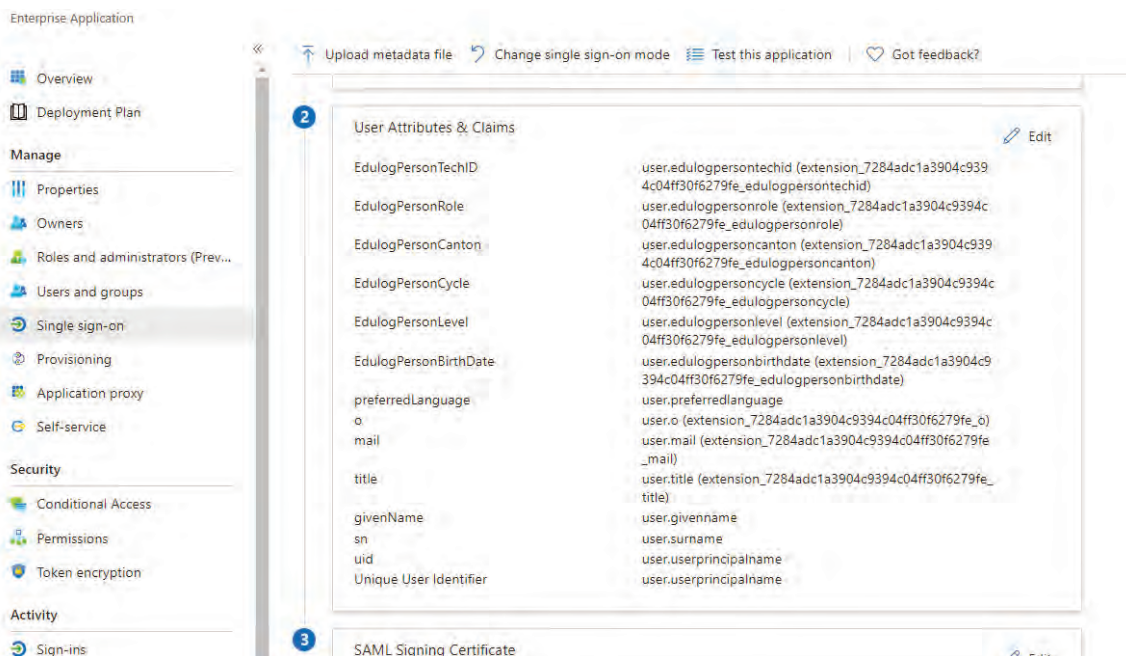 Enterprise Application
«
Overview
Deployment Plan
Manage
Properties
Owners
Roles and administrators (Prev...
Users and groups
Single sign-on
Provisioning
Application proxy
Self-service
Security
Conditional Access
Permissions
Token encryption
Activity
Sign-ins
Upload metadata file Change single sign-on mode Test this application Got feedback?
2
User Attributes & Claims
Edit
EdulogPersonTechID user.edulogpersontechid (extension_7284adc1a3904c939
4c04ff30f6279fe_edulogpersontechid)
EdulogPersonRole user.edulogpersonrole (extension_7284adc1a3904c9394c
04ff30f6279fe_edulogpersonrole)
EdulogPersonCanton user.edulogpersoncanton (extension_7284adc1a3904c939
4c04ff30f6279fe_edulogpersoncanton)
EdulogPersonCycle user.edulogpersoncycle (extension_7284adc1a3904c9394c
04ff30f6279fe_edulogpersoncycle)
EdulogPersonLevel user.edulogpersonlevel (extension_7284adc1a3904c9394c
04ff30f6279fe_edulogpersonlevel)
EdulogPersonBirthDate user.edulogpersonbirthdate (extension_7284adc1a3904c9
394c04ff30f6279fe_edulogpersonbirthdate)
preferredLanguage user.preferredlanguage
o user.o (extension_7284adc1a3904c9394c04ff30f6279fe_o)
mail user.mail (extension_7284adc1a3904c9394c04ff30f6279fe
_mail)
title user.title (extension_7284adc1a3904c9394c04ff30f6279fe_
title)
givenName user.givenname
sn user.surname
uid user.userprincipalname
Unique User Identifier user.userprincipalname
3
SAML Signing Certificate
Edit